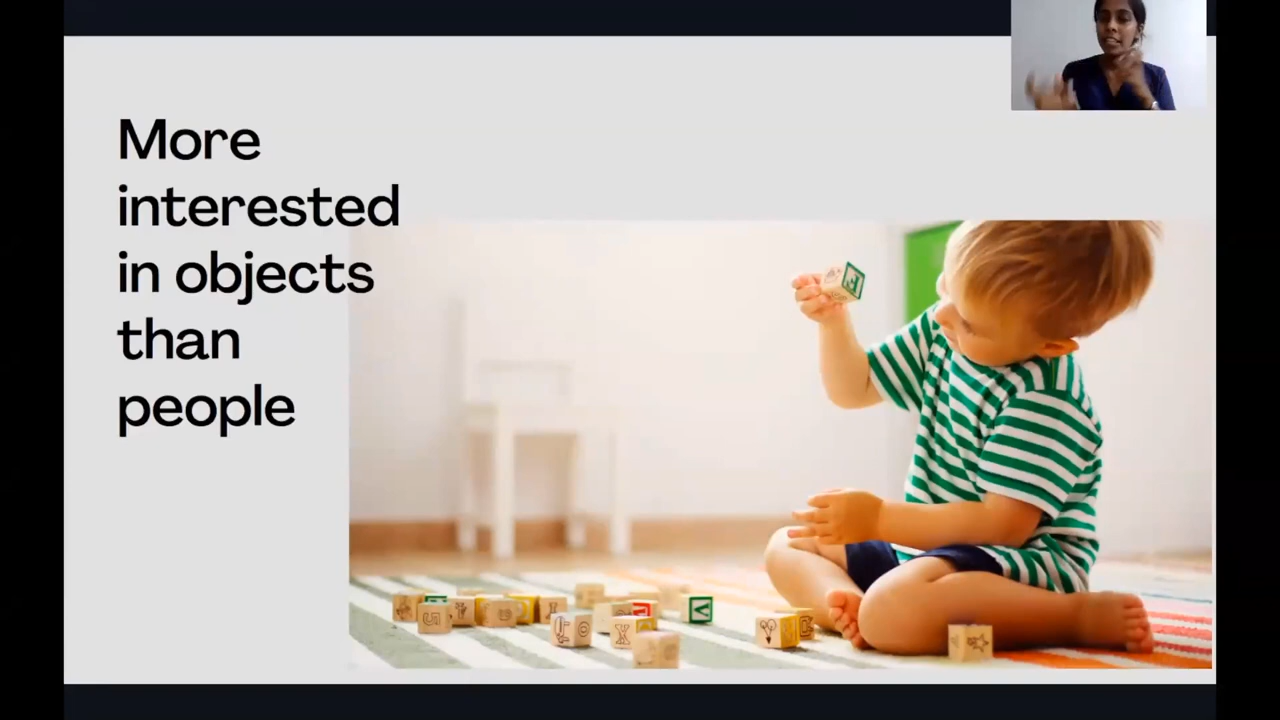 More
interested
in objects
than
people
V
X